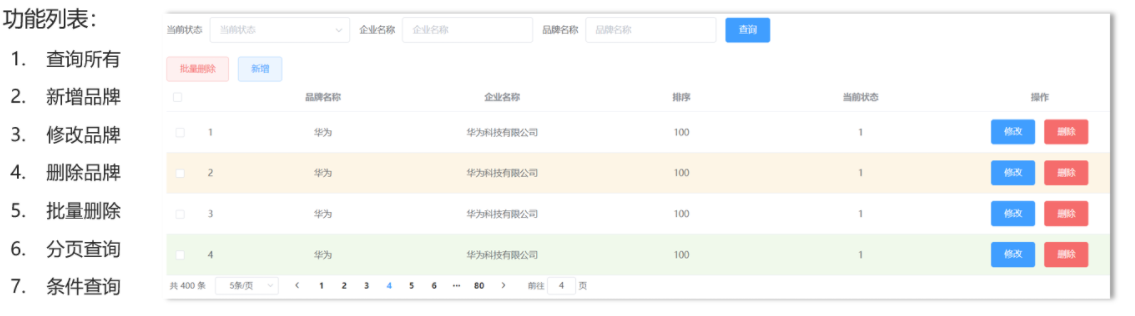 功能列表：
1. 查询所有
2. 新增品牌
3. 修改品牌
4. 删除品牌
5. 批量删除
6. 分页查询
7. 条件查询
当前状态 当前状态 企业名称 企业名称 品牌名称 品牌名称 查询
批量删除 新增
品牌名称 企业名称 排序 当前状态 操作
1 华为 华为科技有限公司 100 1 修改 删除
2 华为 华为科技有限公司 100 1 修改 删除
3 华为 华为科技有限公司 100 1 修改 删除
4 华为 华为科技有限公司 100 1 修改 删除
共 400 条 5条/页 < 1 2 3 4 5 6 ··· 80 > 前往 4 页